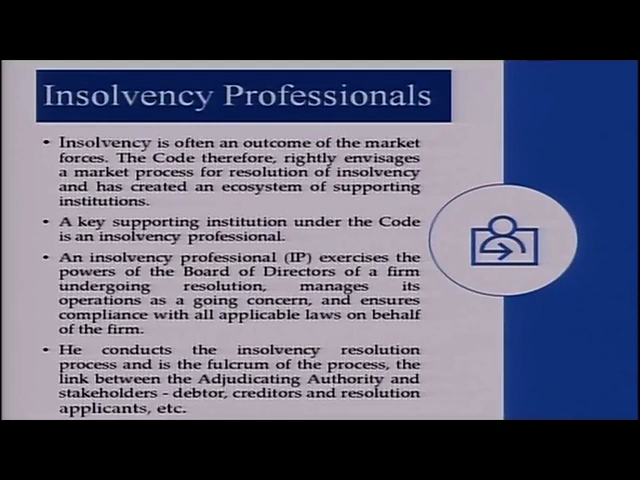 Insolvency Professionals
• Insolvency is often an outcome of the market
forces. The Code therefore, rightly envisages
a market process for resolution of insolvency
and has created an ecosystem of supporting
institutions.
• A key supporting institution under the Code
is an insolvency professional.
• An insolvency professional (IP) exercises the
powers of the Board of Directors of a firm
undergoing resolution, manages its
operations as a going concern, and ensures
compliance with all applicable laws on behalf
of the firm.
• He conducts the insolvency resolution
process and is the fulcrum of the process, the
link between the Adjudicating Authority and
stakeholders - debtor, creditors and resolution
applicants, etc.